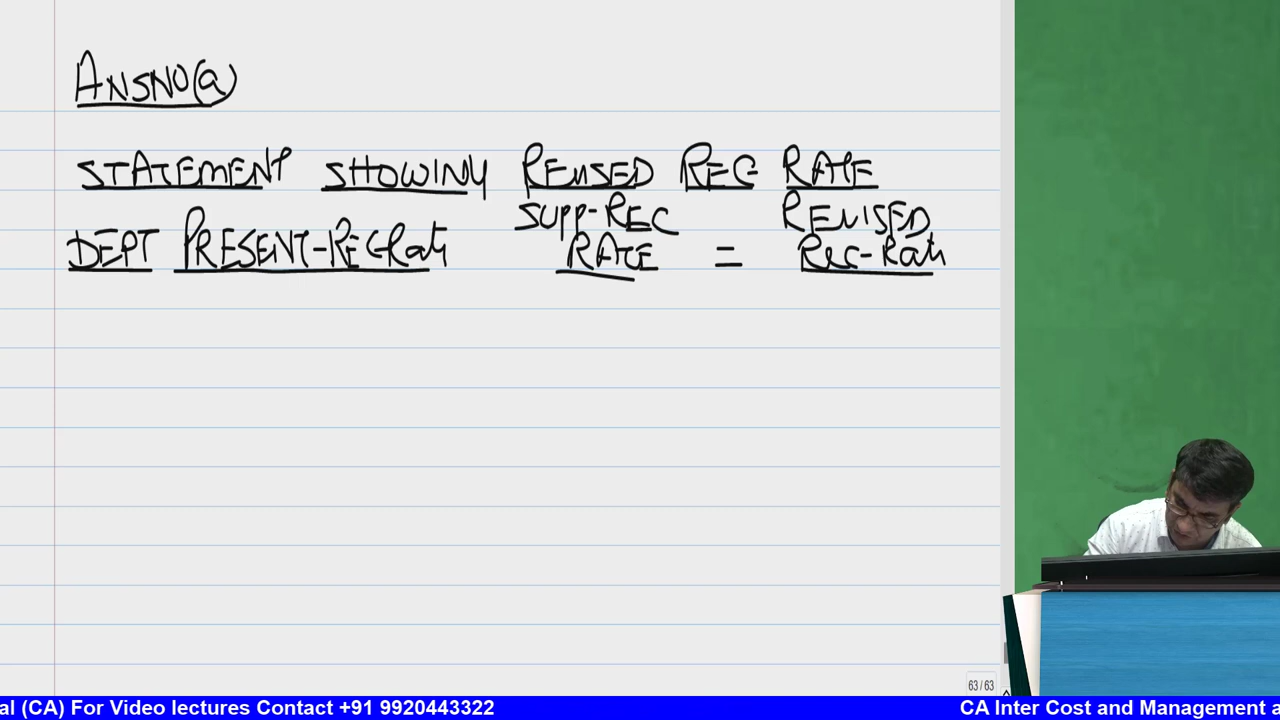 ANSNO(a)
STATEMENT SHOWING REVISED REC RATE
SUPP-REC REVISED
DEPT PRESENT-REC-Rate RATE = Rec-Rate
63/63
al (CA) For Video lectures Contact +91 9920443322
CA Inter Cost and Management a